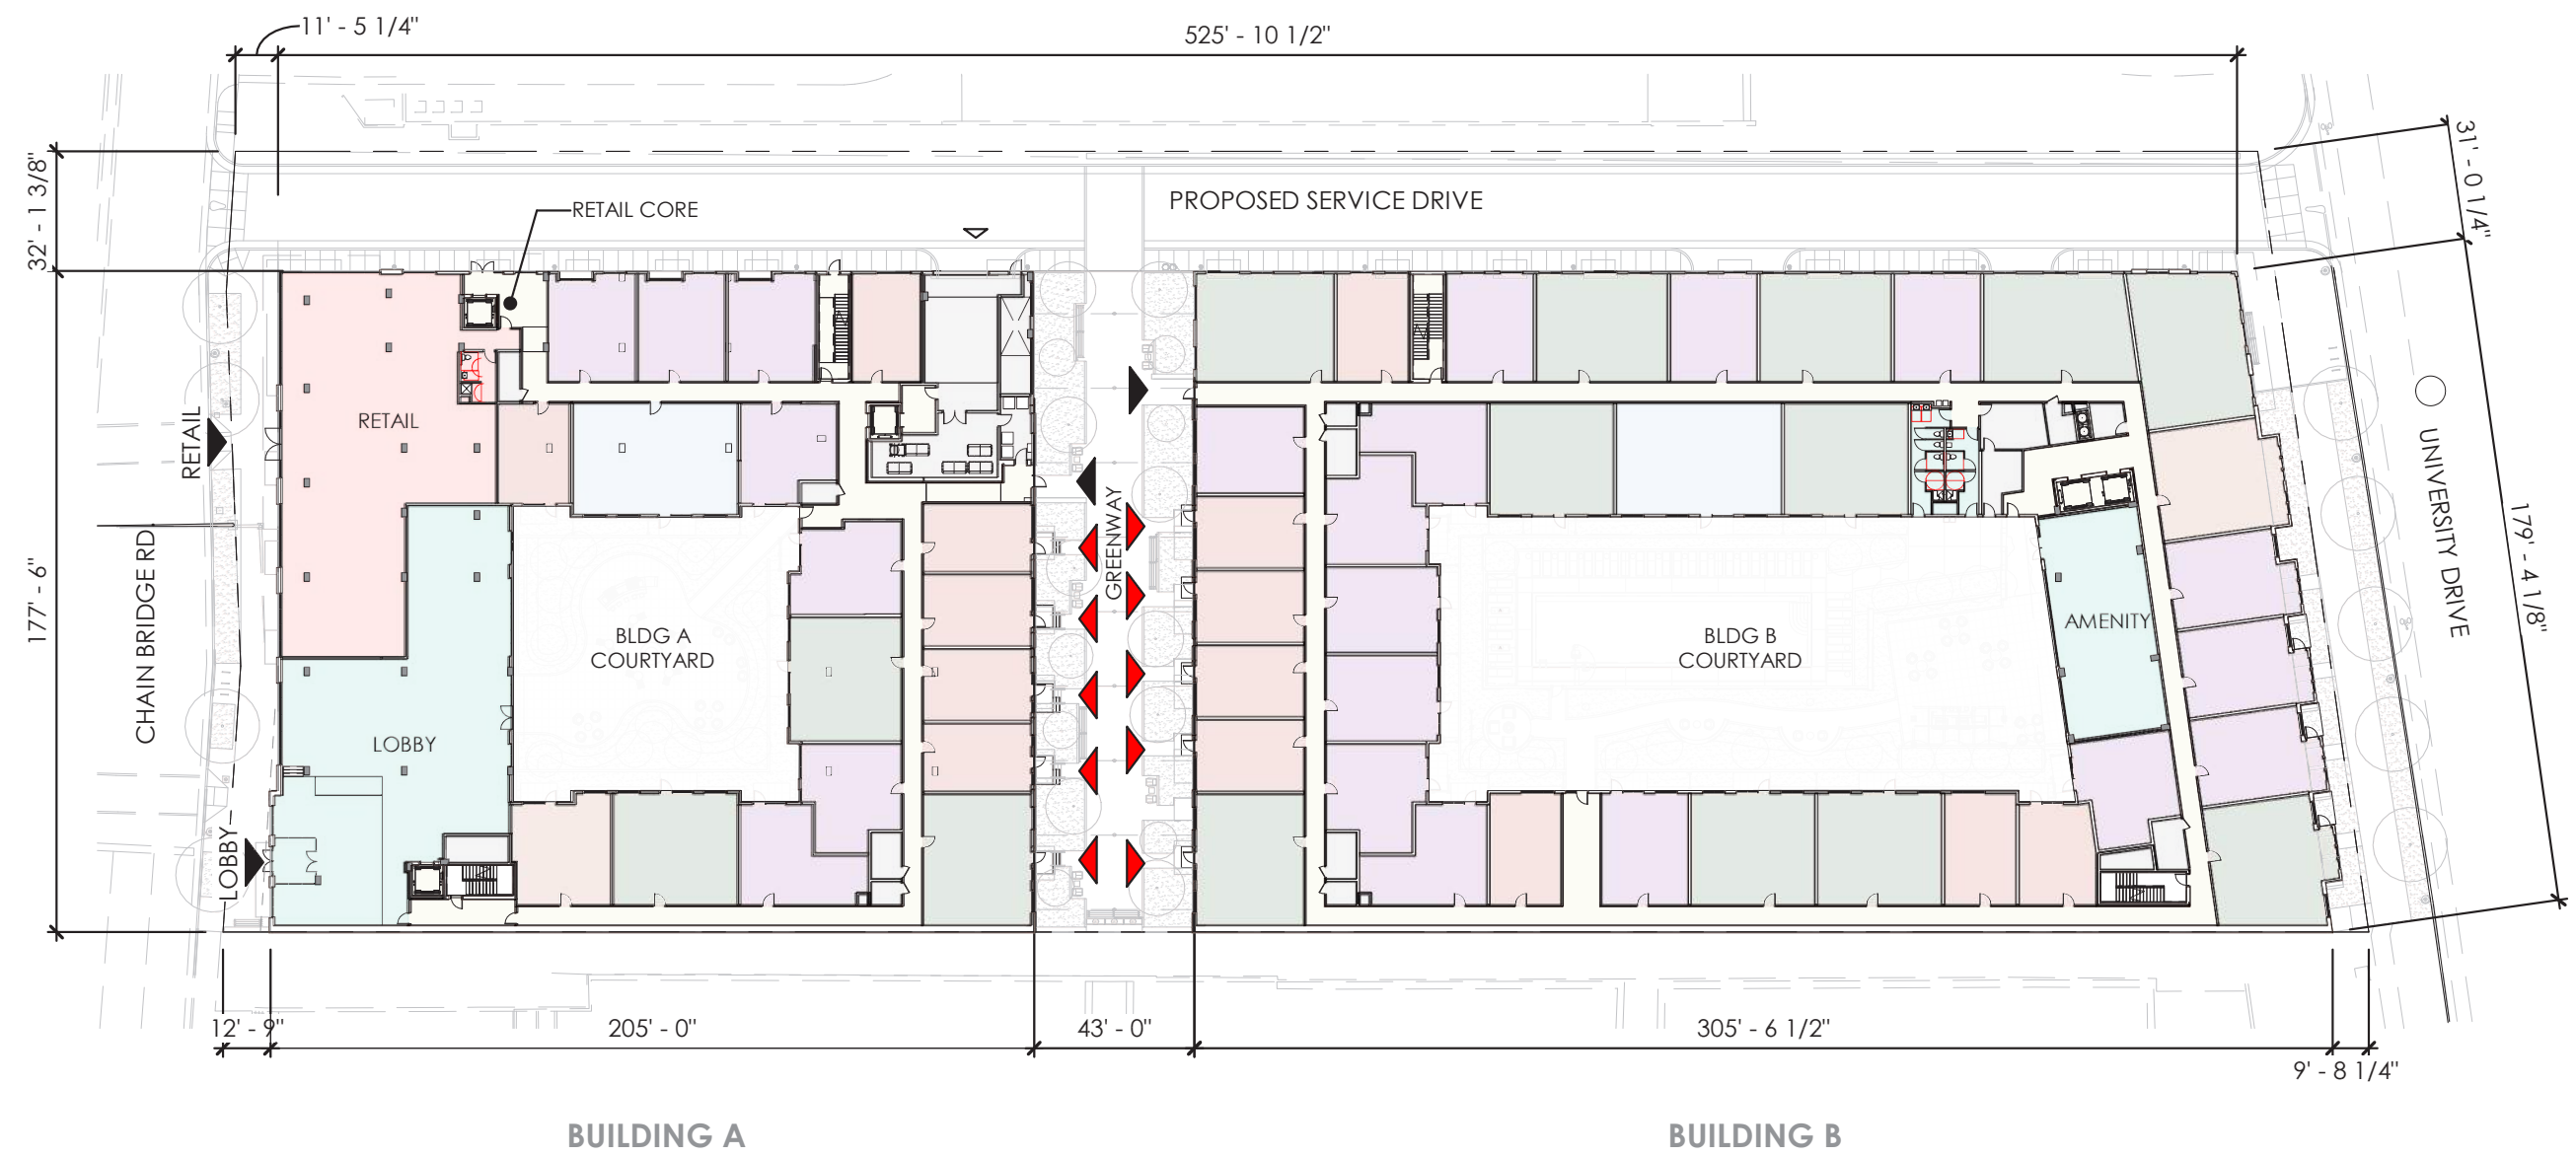 11' - 5 1/4"
525' - 10 1/2"
32' - 1 3/8"
31' - 0 1/4"
PROPOSED SERVICE DRIVE
RETAIL CORE
RETAIL
RETAIL
GREENWAY
UNIVERSITY DRIVE
179' - 4 1/8"
177' - 6"
CHAIN BRIDGE RD
BLDG A
COURTYARD
BLDG B
COURTYARD
AMENITY
LOBBY
LOBBY
12' - 9"
205' - 0"
43' - 0"
305' - 6 1/2"
9' - 8 1/4"
BUILDING A
BUILDING B